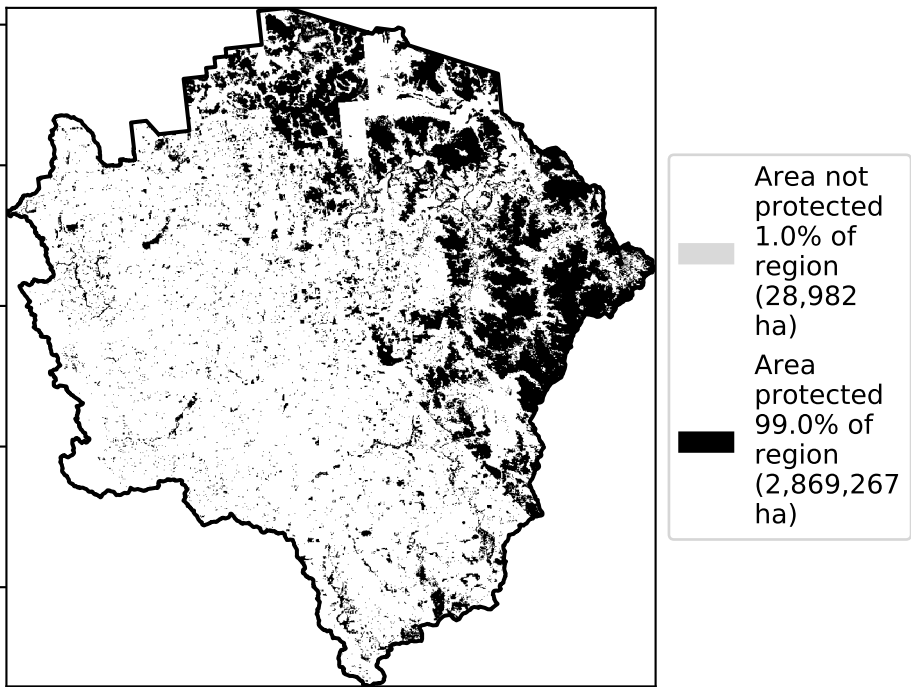 Area not
protected
1.0% of
region
(28,982
ha)
Area
protected
99.0% of
region
(2,869,267
ha)